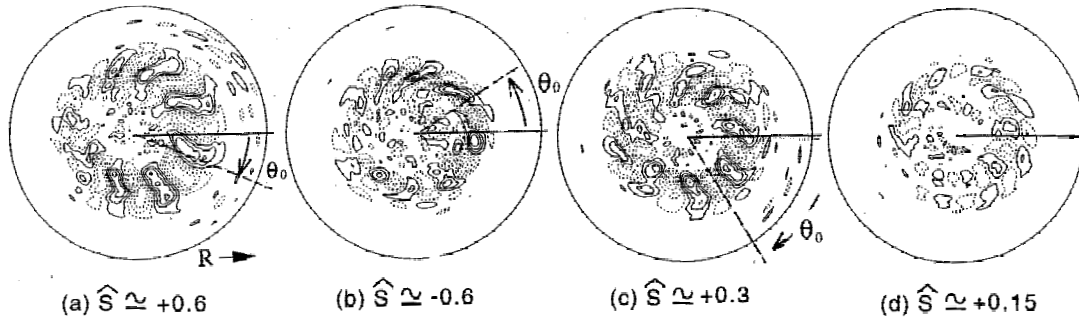 θ₀
θ₀
θ₀
R
(a) Ŝ ≃ +0.6
(b) Ŝ ≃ -0.6
(c) Ŝ ≃ +0.3
(d) Ŝ ≃ +0.15